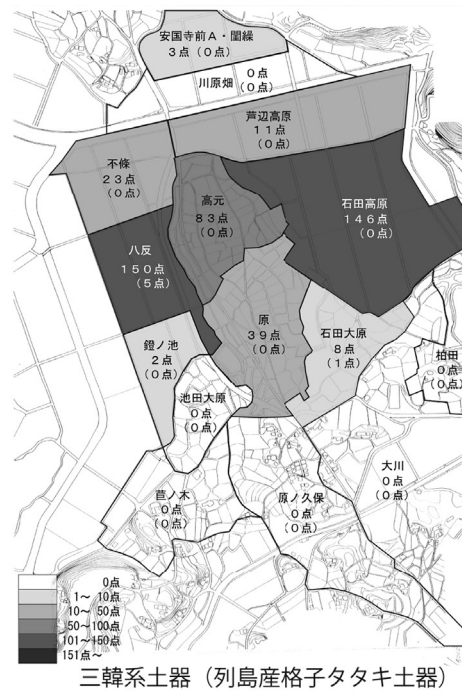 安国寺前A・闇繰
3点(0点)
川原畑
0点
(0点)
芦辺高原
11点
(0点)
不條
23点
(0点)
高元
83点
(0点)
石田高原
146点
(0点)
八反
150点
(5点)
原
39点
(0点)
石田大原
8点
(1点)
鐙ノ池
2点
(0点)
柏田
0点
(0点)
池田大原
0点
(0点)
苣ノ木
0点
(0点)
原ノ久保
0点
(0点)
大川
0点
(0点)
0点
1~ 10点
10~ 50点
50~100点
101~150点
151点~
三韓系土器(列島産格子タタキ土器)